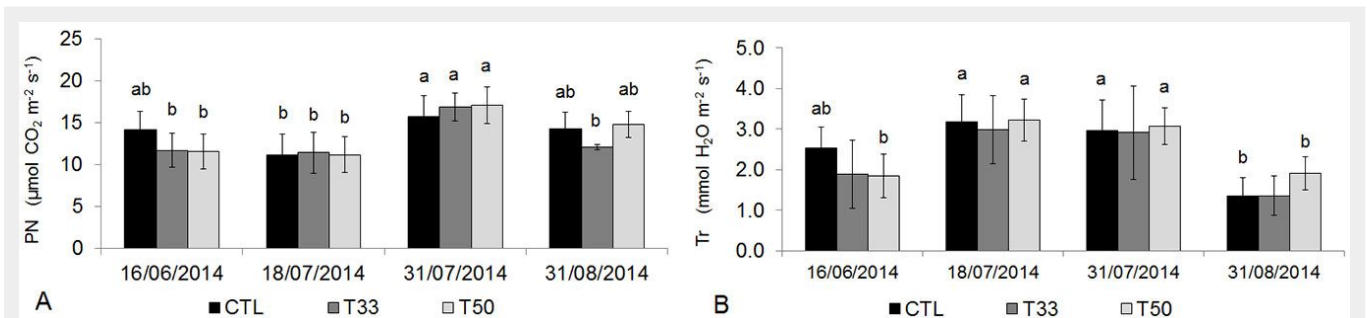 PN (μmol CO₂ m⁻² s⁻¹)
25
20
15
10
5
0
ab b b
b b b
a a a
ab b ab
16/06/2014 18/07/2014 31/07/2014 31/08/2014
A
CTL T33 T50
Tr (mmol H₂O m⁻² s⁻¹)
5.0
4.0
3.0
2.0
1.0
0.0
ab b
a a
a a
b b
16/06/2014 18/07/2014 31/07/2014 31/08/2014
B
CTL T33 T50